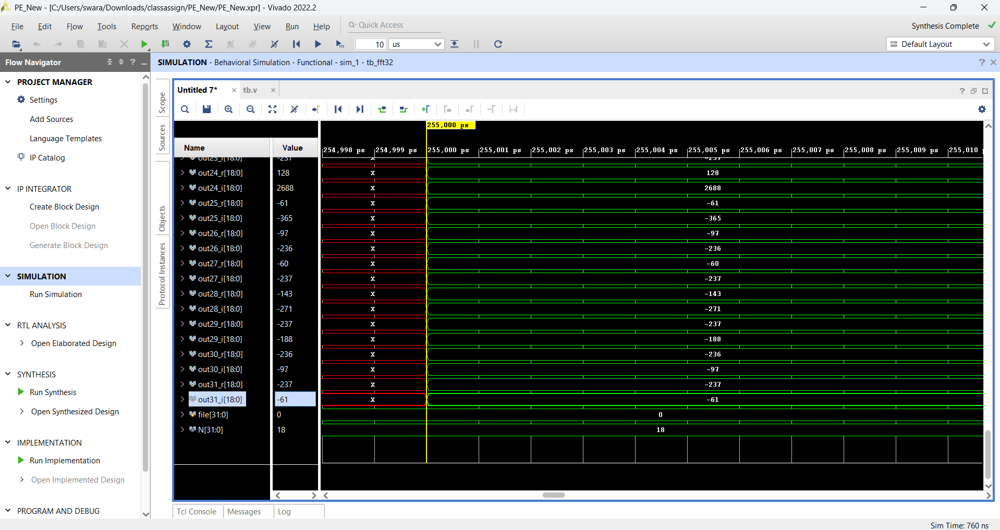 PE_New - [C:/Users/swara/Downloads/classassign/PE_New/PE_New.xpr] - Vivado 2022.2
File Edit Flow Tools Reports Window Layout View Run Help Quick Access
Synthesis Complete
10 us
Default Layout
Flow Navigator
PROJECT MANAGER
Settings
Add Sources
Language Templates
IP Catalog
IP INTEGRATOR
Create Block Design
Open Block Design
Generate Block Design
SIMULATION
Run Simulation
RTL ANALYSIS
Open Elaborated Design
SYNTHESIS
Run Synthesis
Open Synthesized Design
IMPLEMENTATION
Run Implementation
Open Implemented Design
PROGRAM AND DEBUG
SIMULATION - Behavioral Simulation - Functional - sim_1 - tb_fft32
Scope
Sources
Objects
Protocol Instances
Untitled 7*
tb.v
255,000 ps
Name Value
254,998 ps 254,999 ps 255,000 ps 255,001 ps 255,002 ps 255,003 ps 255,004 ps 255,005 ps 255,006 ps 255,007 ps 255,008 ps 255,009 ps 255,010
out23_i[18:0] -237 X -237
out24_r[18:0] 128 X 128
out24_i[18:0] 2688 X 2688
out25_r[18:0] -61 X -61
out25_i[18:0] -365 X -365
out26_r[18:0] -97 X -97
out26_i[18:0] -236 X -236
out27_r[18:0] -60 X -60
out27_i[18:0] -237 X -237
out28_r[18:0] -143 X -143
out28_i[18:0] -271 X -271
out29_r[18:0] -237 X -237
out29_i[18:0] -188 X -188
out30_r[18:0] -236 X -236
out30_i[18:0] -97 X -97
out31_r[18:0] -237 X -237
out31_i[18:0] -61 X -61
file[31:0] 0 0
N[31:0] 18 18
Tcl Console Messages Log
Sim Time: 760 ns